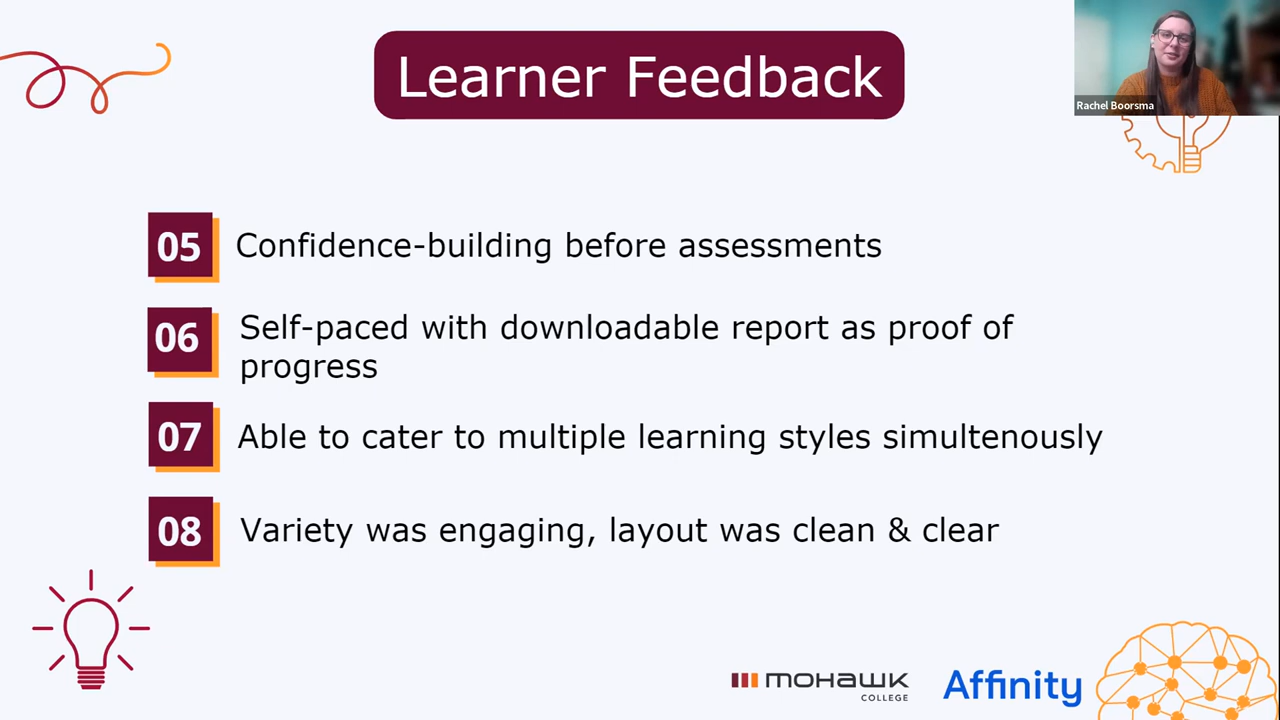 Learner Feedback
Rachel Boorsma
05
Confidence-building before assessments
06
Self-paced with downloadable report as proof of
progress
07
Able to cater to multiple learning styles simultenously
08
Variety was engaging, layout was clean & clear
mohawk
COLLEGE
Affinity